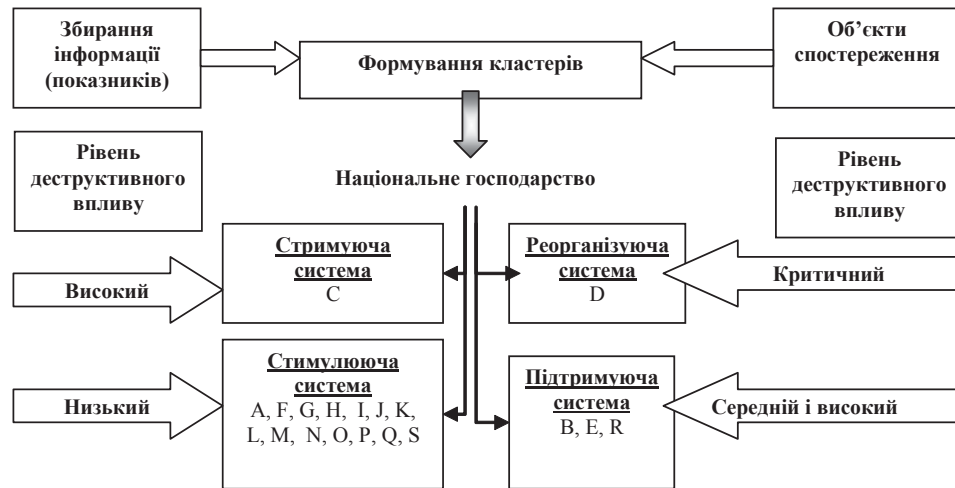 Збирання
інформації
(показників)
Формування кластерів
Об’єкти
спостереження
Рівень
деструктивного
впливу
Національне господарство
Рівень
деструктивного
впливу
Стримуюча
система
C
Реорганізуюча
система
D
Високий
Критичний
Стимулююча
система
A, F, G, H, I, J, K,
L, M, N, O, P, Q, S
Підтримуюча
система
B, E, R
Низький
Середній і високий